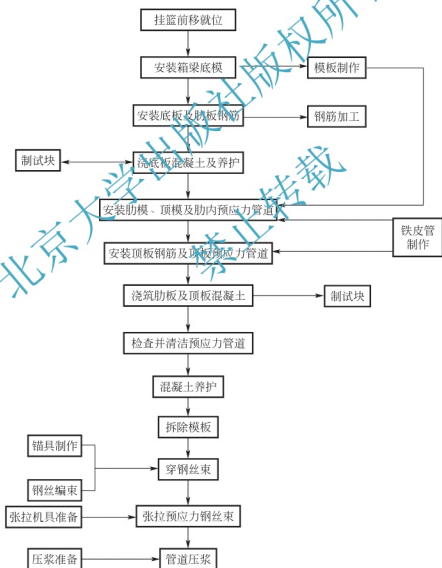 挂篮前移就位
安装箱梁底模
模板制作
安装底板及肋板钢筋
钢筋加工
制试块
浇底板混凝土及养护
安装肋模、顶模及肋内预应力管道
铁皮管
制作
安装顶板钢筋及顶板预应力管道
浇筑肋板及顶板混凝土
制试块
检查并清洁预应力管道
混凝土养护
拆除模板
锚具制作
穿钢丝束
钢丝编束
张拉机具准备
张拉预应力钢丝束
压浆准备
管道压浆
北京大学出版社版权所有
禁止转载